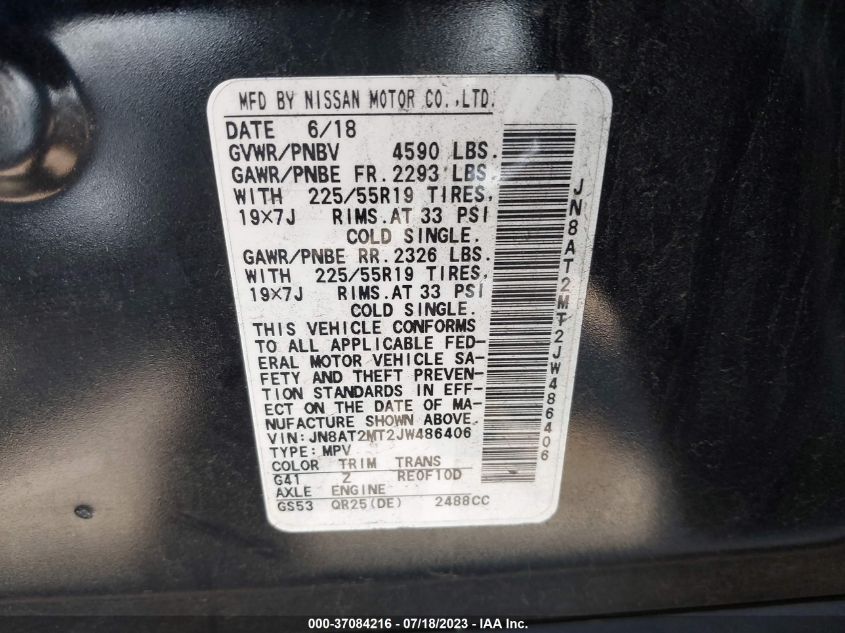 MFD BY NISSAN MOTOR CO.,LTD.
DATE 6/18
GVWR/PNBV 4590 LBS.
GAWR/PNBE FR.2293 LBS.
WITH 225/55R19 TIRES,
19×7J RIMS.AT 33 PSI
COLD SINGLE.
GAWR/PNBE RR.2326 LBS.
WITH 225/55R19 TIRES,
19×7J RIMS.AT 33 PSI
COLD SINGLE.
THIS VEHICLE CONFORMS
TO ALL APPLICABLE FED-
ERAL MOTOR VEHICLE SA-
FETY AND THEFT PREVEN-
TION STANDARDS IN EFF-
ECT ON THE DATE OF MA-
NUFACTURE SHOWN ABOVE.
VIN:JN8AT2MT2JW486406
TYPE:MPV
COLOR TRIM TRANS
G41 Z RE0F10D
AXLE ENGINE
GS53 QR25(DE) 2488CC
JN8AT2MT2JW486406
000-37084216 - 07/18/2023 - IAA Inc.